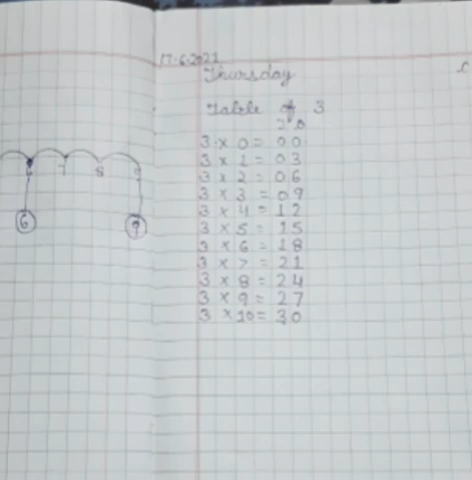 6 7 8 9
6 9
17-6-2021
Thursday
Table of 3
3 × 0 = 00
3 × 1 = 03
3 × 2 = 06
3 × 3 = 09
3 × 4 = 12
3 × 5 = 15
3 × 6 = 18
3 × 7 = 21
3 × 8 = 24
3 × 9 = 27
3 × 10 = 30